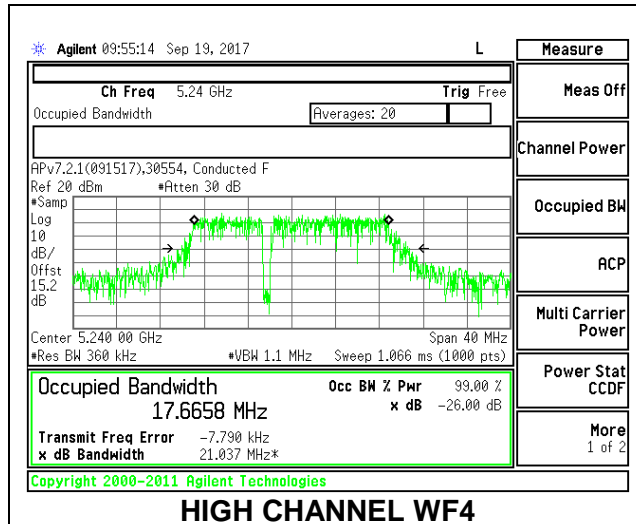 Agilent 09:55:14 Sep 19, 2017 L
Measure
Ch Freq 5.24 GHz Trig Free
Occupied Bandwidth Averages: 20
APv7.2.1(091517),30554, Conducted F
Ref 20 dBm #Atten 30 dB
#Samp
Log
10
dB/
Offst
15.2
dB
Center 5.240 00 GHz Span 40 MHz
#Res BW 360 kHz #VBW 1.1 MHz Sweep 1.066 ms (1000 pts)
Occupied Bandwidth Occ BW % Pwr 99.00 %
17.6658 MHz x dB -26.00 dB
Transmit Freq Error -7.790 kHz
x dB Bandwidth 21.037 MHz*
Copyright 2000-2011 Agilent Technologies
Meas Off
Channel Power
Occupied BW
ACP
Multi Carrier
Power
Power Stat
CCDF
More
1 of 2
HIGH CHANNEL WF4